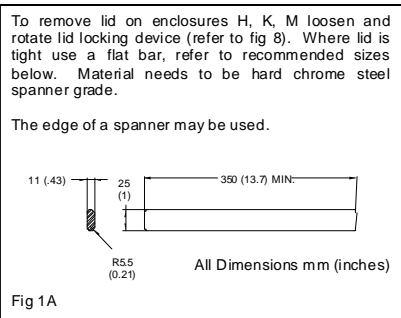 To remove lid on enclosures H, K, M loosen and
rotate lid locking device (refer to fig 8). Where lid is
tight use a flat bar, refer to recommended sizes
below. Material needs to be hard chrome steel
spanner grade.
The edge of a spanner may be used.
11 (.43)
25
(1)
350 (13.7) MIN.
R5.5
(0.21)
All Dimensions mm (inches)
Fig 1A